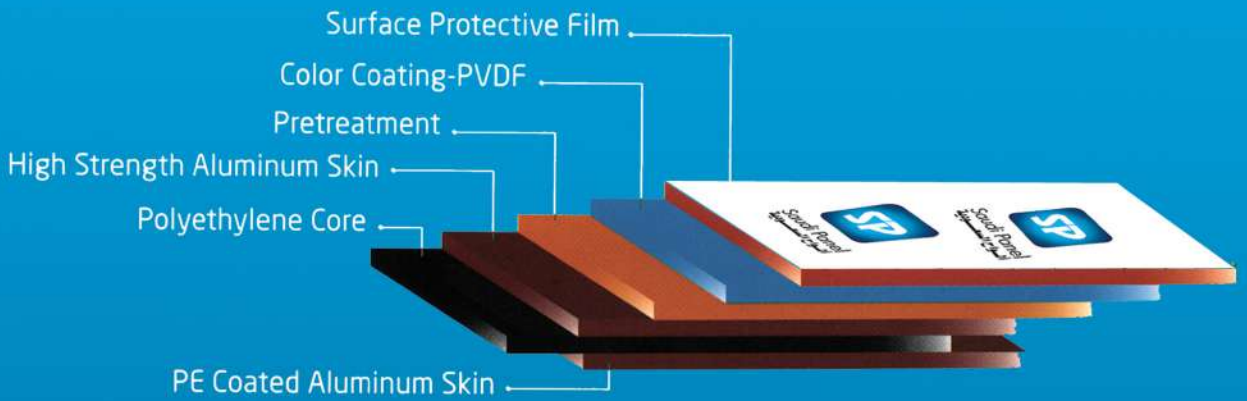 Surface Protective Film
Color Coating-PVDF
Pretreatment
High Strength Aluminum Skin
Polyethylene Core
SP
Saudi Panel
SP
Saudi Panel
PE Coated Aluminum Skin